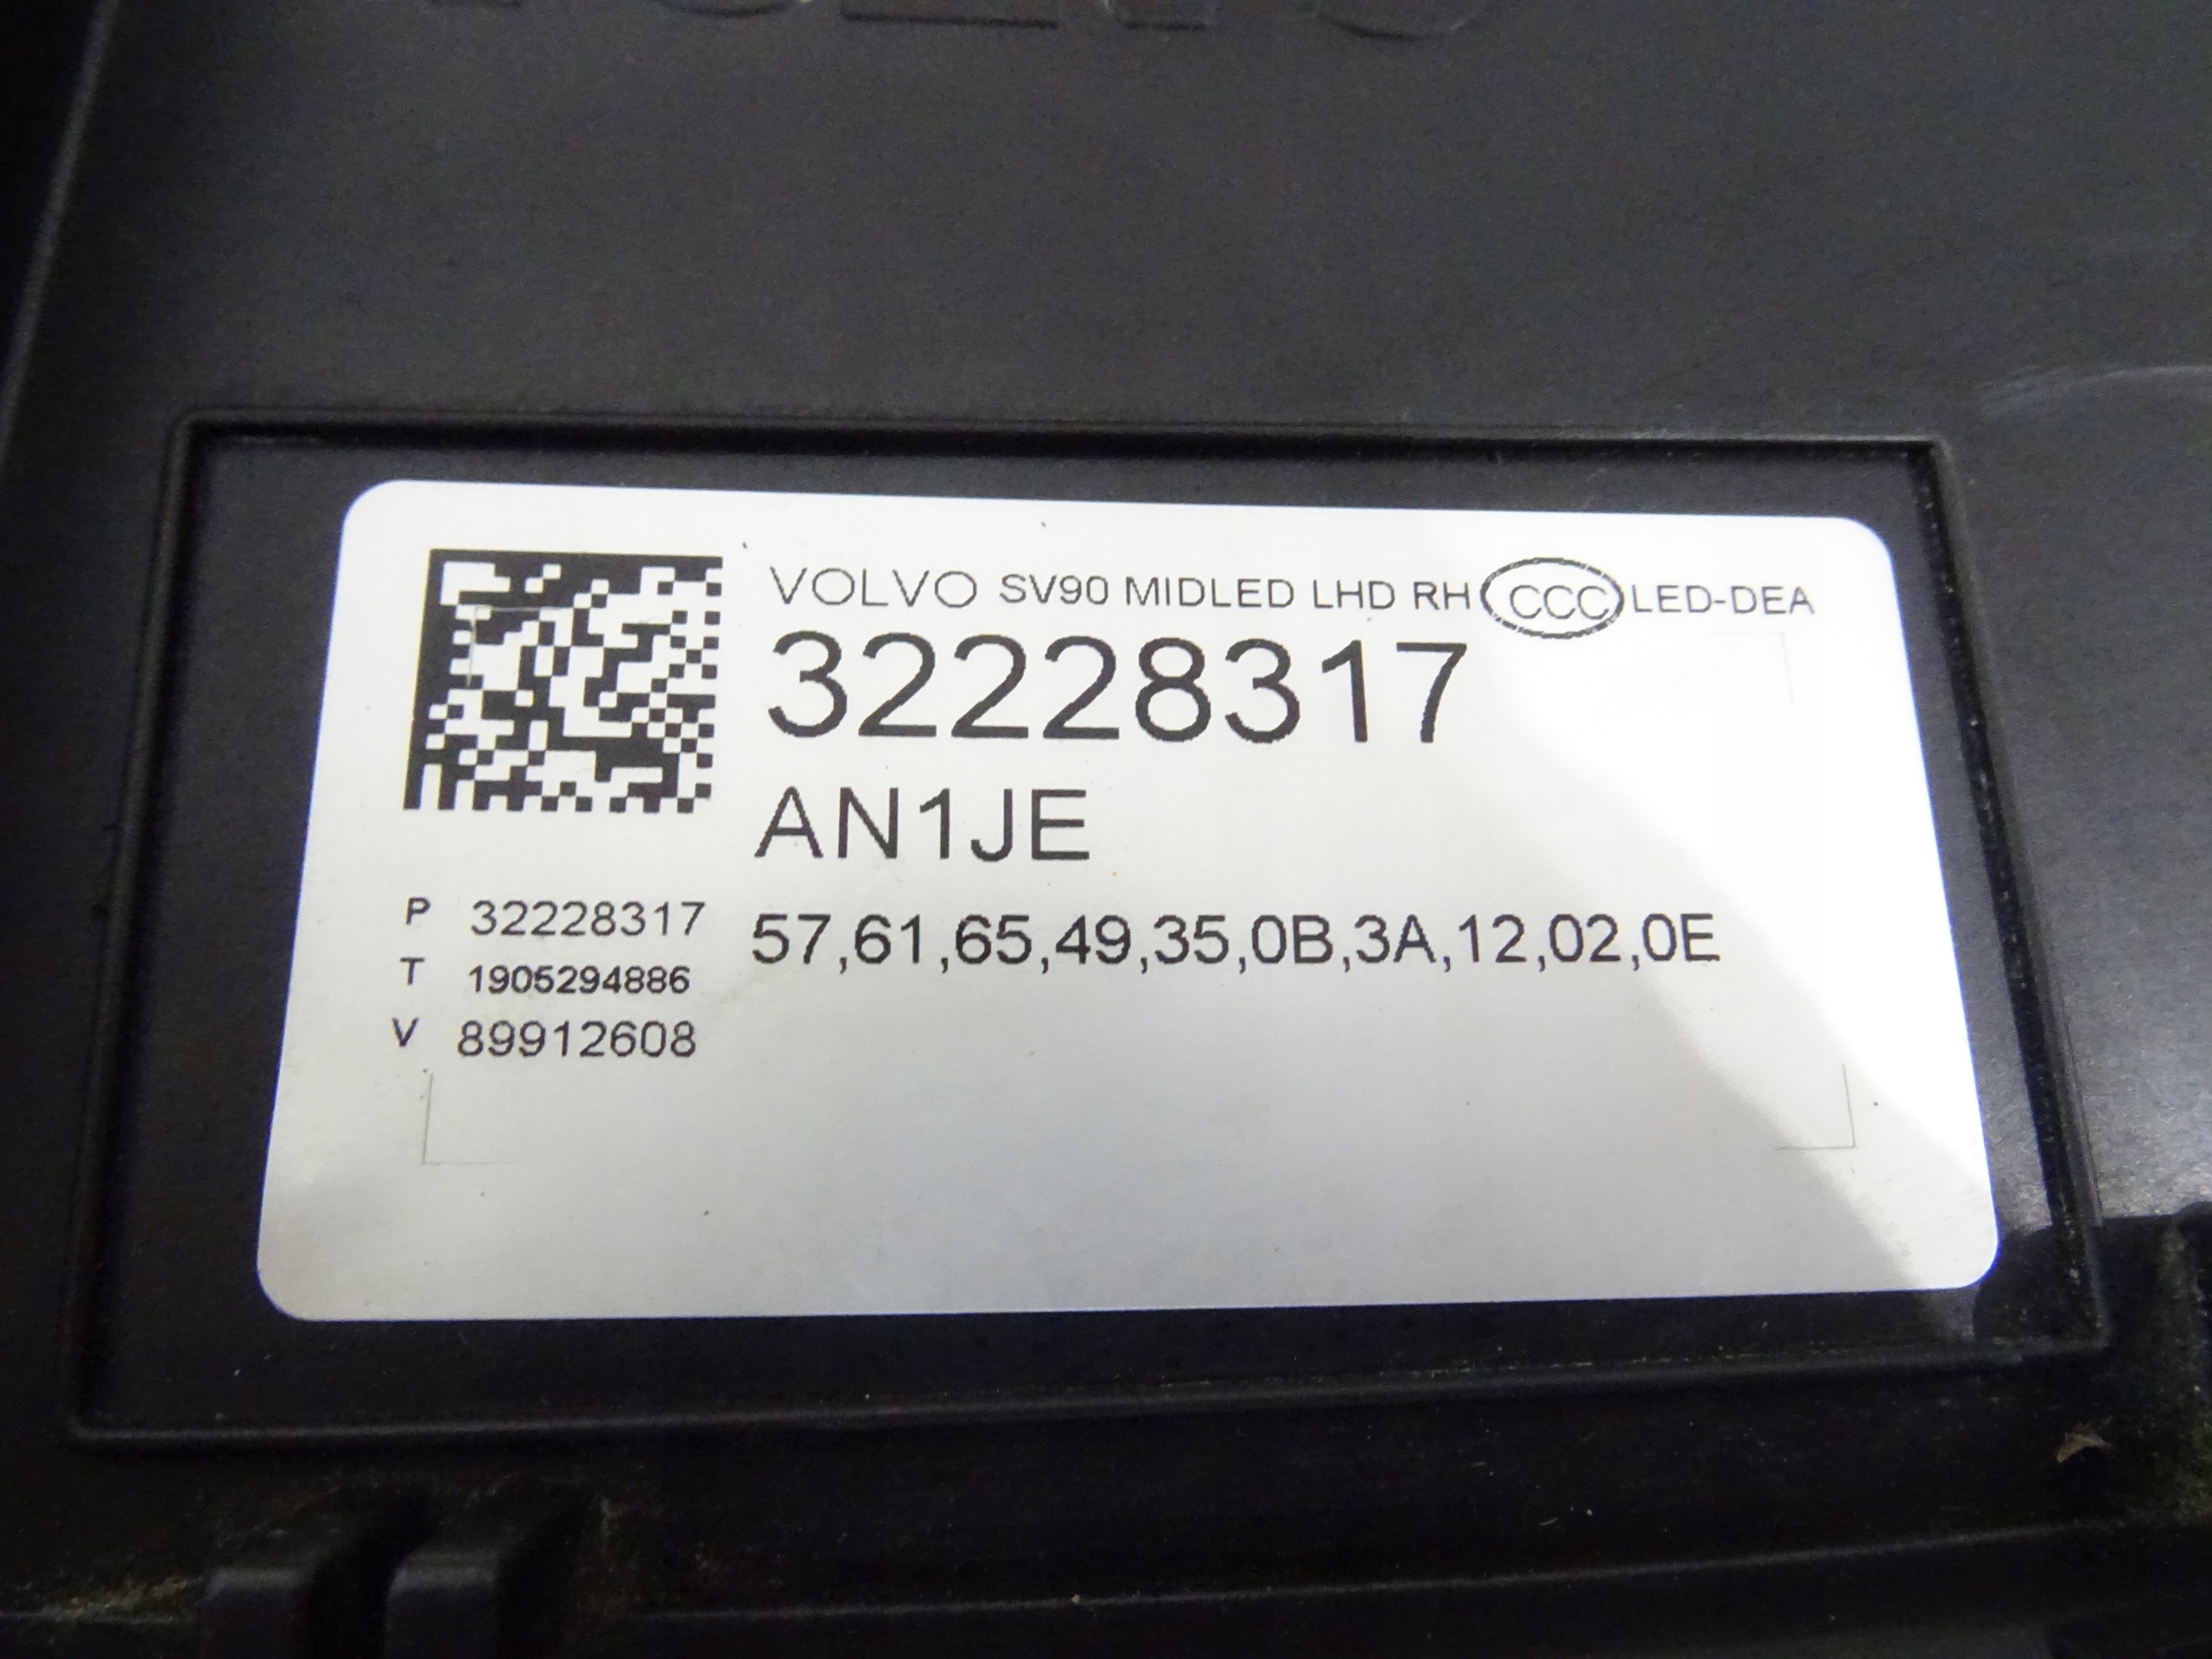 VOLVO SV90 MIDLED LHD RH CCC LED-DEA
32228317
AN1JE
P 32228317
57,61,65,49,35,0B,3A,12,02,0E
T 1905294886
V 89912608